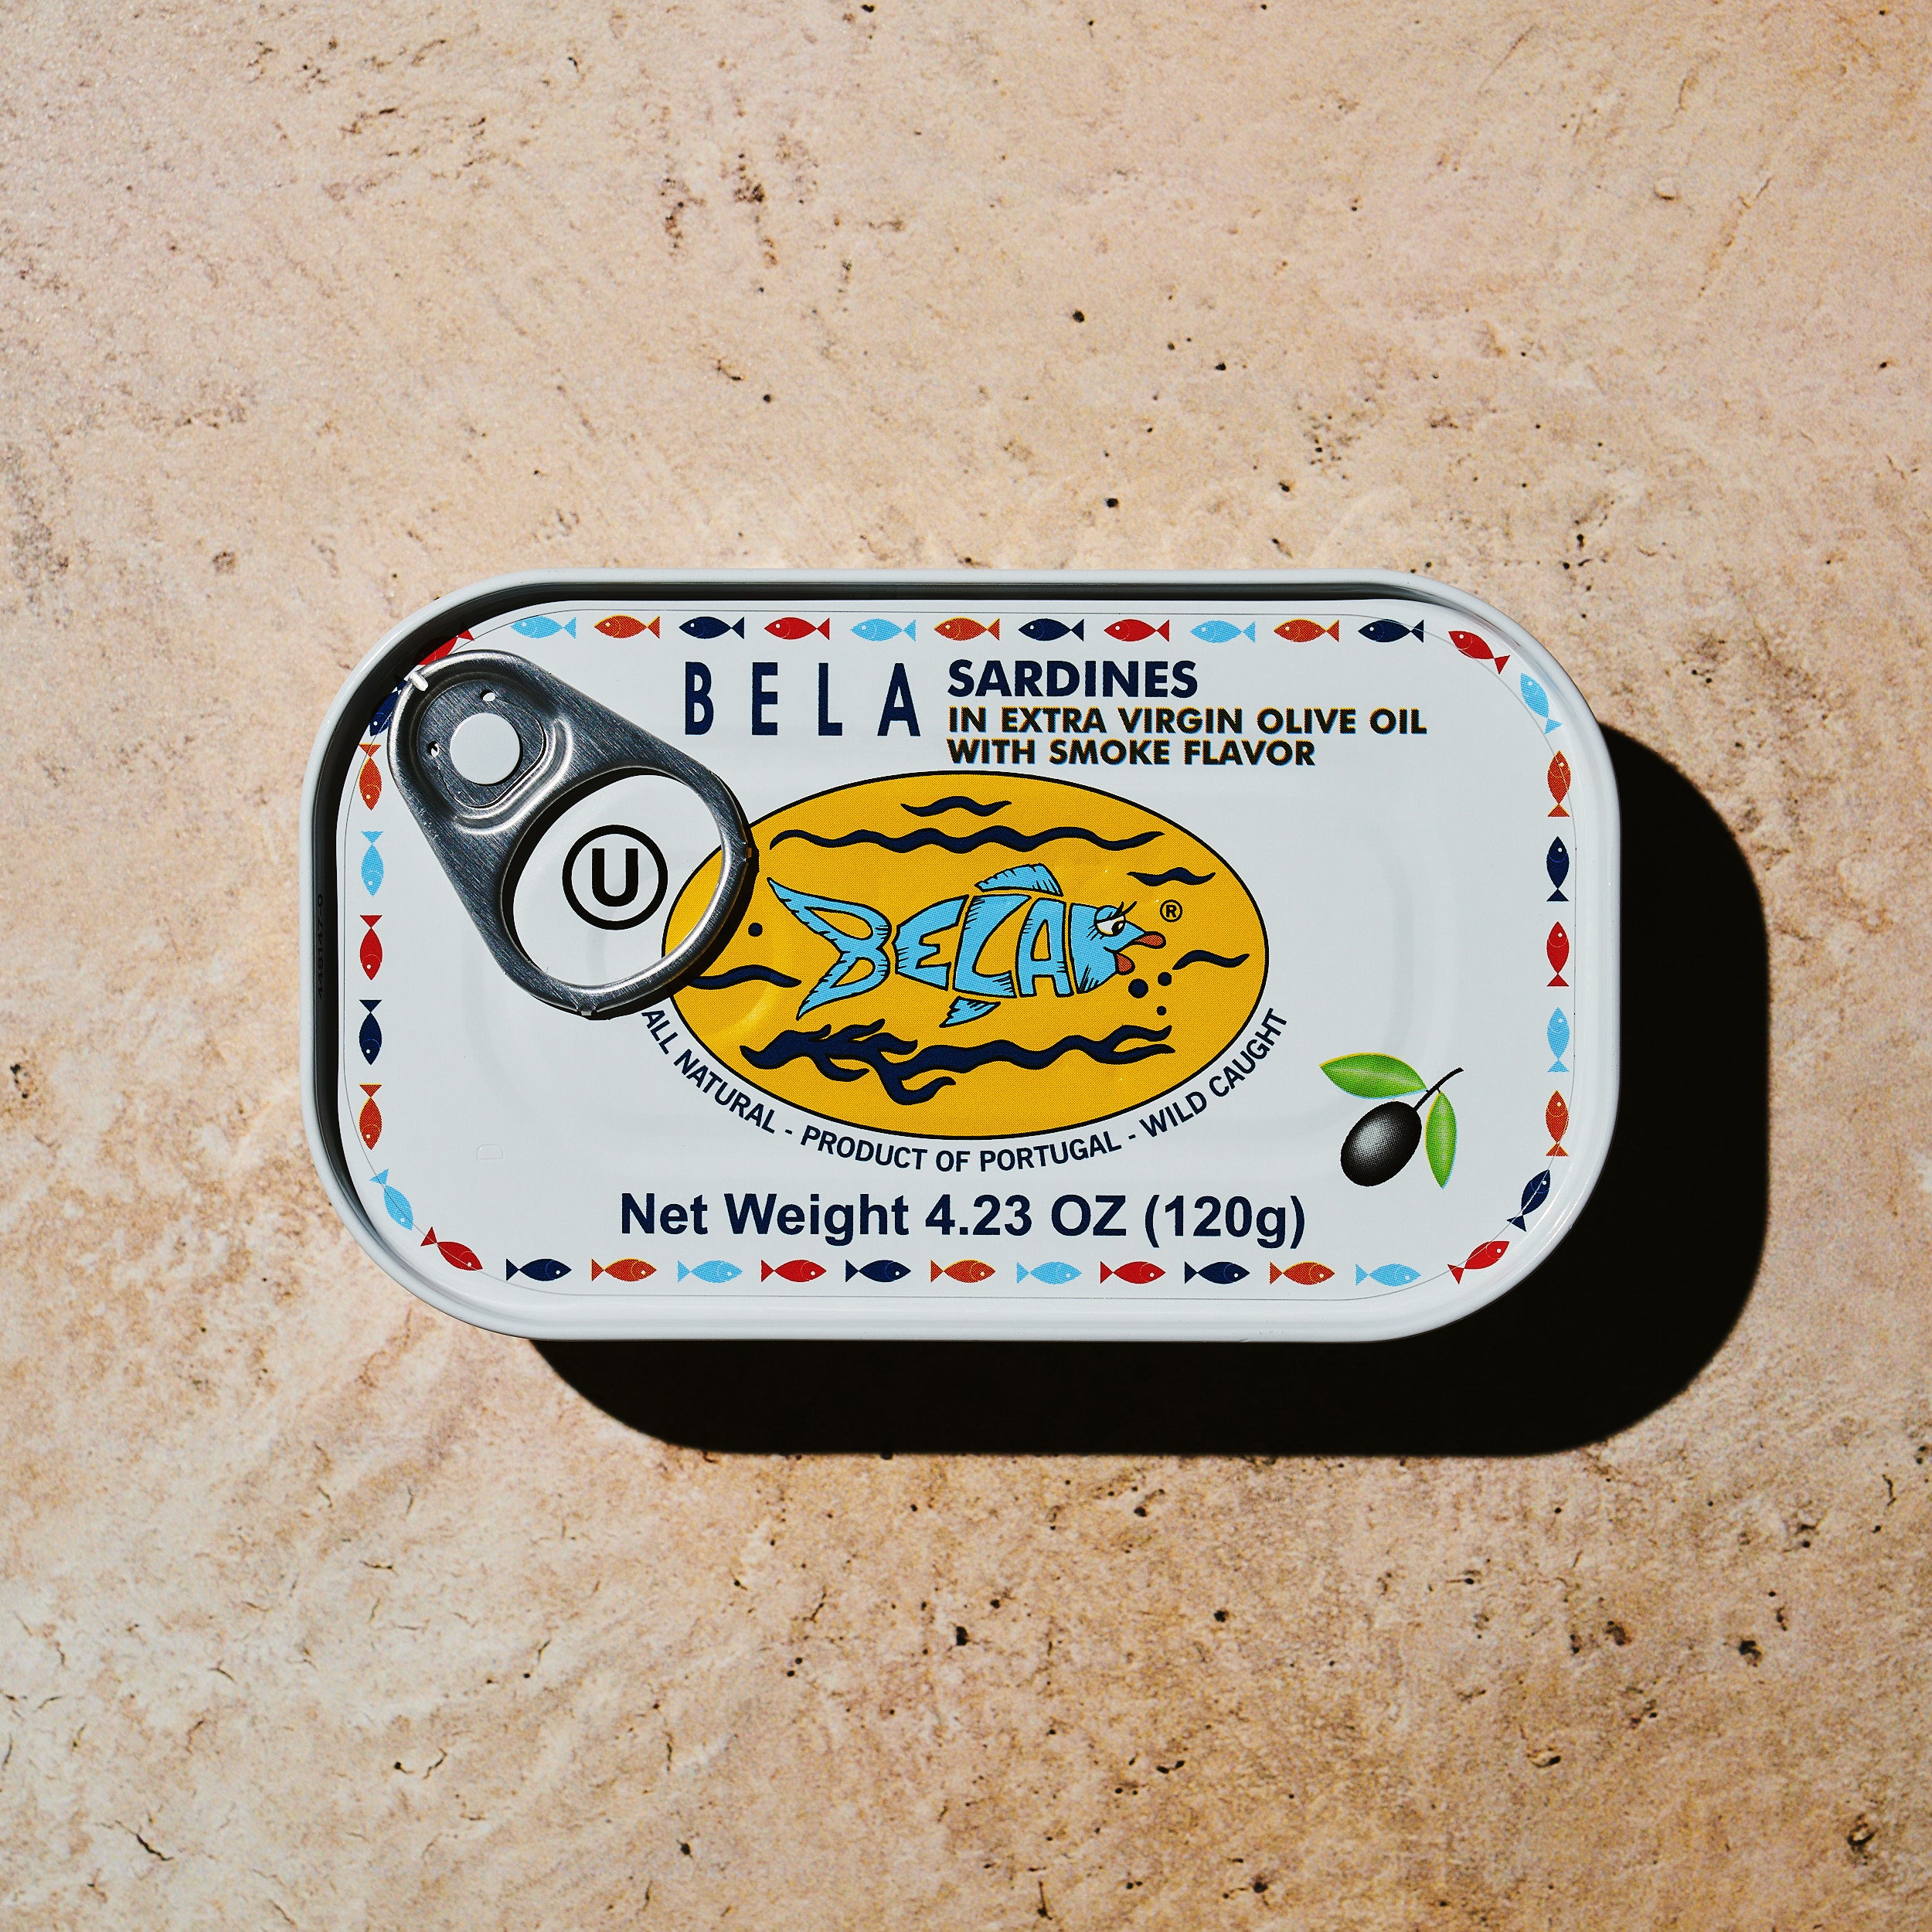 BELA
SARDINES
IN EXTRA VIRGIN OLIVE OIL
WITH SMOKE FLAVOR
U
BELA
®
ALL NATURAL - PRODUCT OF PORTUGAL - WILD CAUGHT
Net Weight 4.23 OZ (120g)